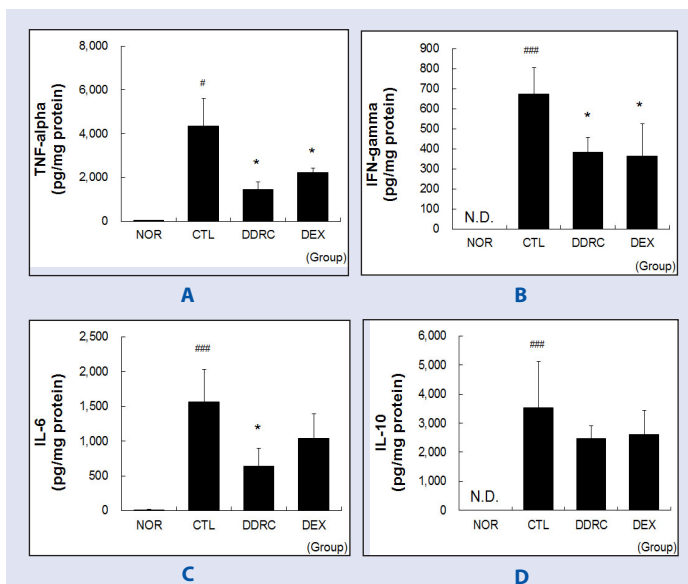 TNF-alpha
(pg/mg protein)
8,000
6,000
4,000
2,000
0
#
*
*
NOR CTL DDRC DEX
(Group)
A
IFN-gamma
(pg/mg protein)
900
800
700
600
500
400
300
200
100
0
N.D.
###
*
*
NOR CTL DDRC DEX
(Group)
B
IL-6
(pg/mg protein)
2,500
2,000
1,500
1,000
500
0
###
*
NOR CTL DDRC DEX
(Group)
C
IL-10
(pg/mg protein)
6,000
5,000
4,000
3,000
2,000
1,000
0
N.D.
###
NOR CTL DDRC DEX
(Group)
D